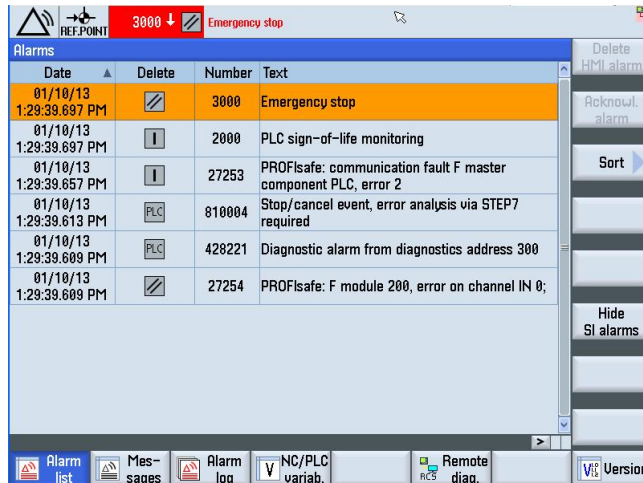 REF.POINT
3000 ↓ // Emergency stop
Alarms
Date Delete Number Text
01/10/13
1:29:39.697 PM
3000 Emergency stop
01/10/13
1:29:39.697 PM
2000 PLC sign-of-life monitoring
01/10/13
1:29:39.657 PM
27253 PROFIsafe: communication fault F master
component PLC, error 2
01/10/13
1:29:39.613 PM
PLC 810004 Stop/cancel event, error analysis via STEP7
required
01/10/13
1:29:39.609 PM
PLC 428221 Diagnostic alarm from diagnostics address 300
01/10/13
1:29:39.609 PM
27254 PROFIsafe: F module 200, error on channel IN 0;
Delete
HMI alarm
Acknowl.
alarm
Sort
Hide
SI alarms
Alarm
list
Mes-
sages
Alarm
log
V NC/PLC
variab.
RCS Remote
diag.
Version